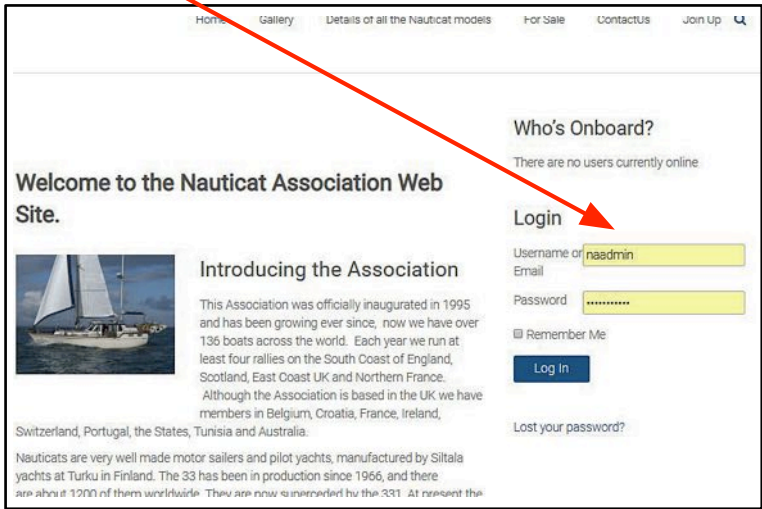 Home Gallery Details of all the Nauticat models For Sale ContactUs Join Up
Welcome to the Nauticat Association Web
Site.
Introducing the Association
This Association was officially inaugurated in 1995
and has been growing ever since, now we have over
136 boats across the world. Each year we run at
least four rallies on the South Coast of England,
Scotland, East Coast UK and Northern France.
Although the Association is based in the UK we have
members in Belgium, Croatia, France, Ireland,
Switzerland, Portugal, the States, Tunisia and Australia.
Nauticats are very well made motor sailers and pilot yachts, manufactured by Siltala
yachts at Turku in Finland. The 33 has been in production since 1966, and there
are about 1200 of them worldwide. They are now superceded by the 331. At present the
Who's Onboard?
There are no users currently online
Login
Username or naadmin
Email
Password •••••••••••
Remember Me
Log In
Lost your password?